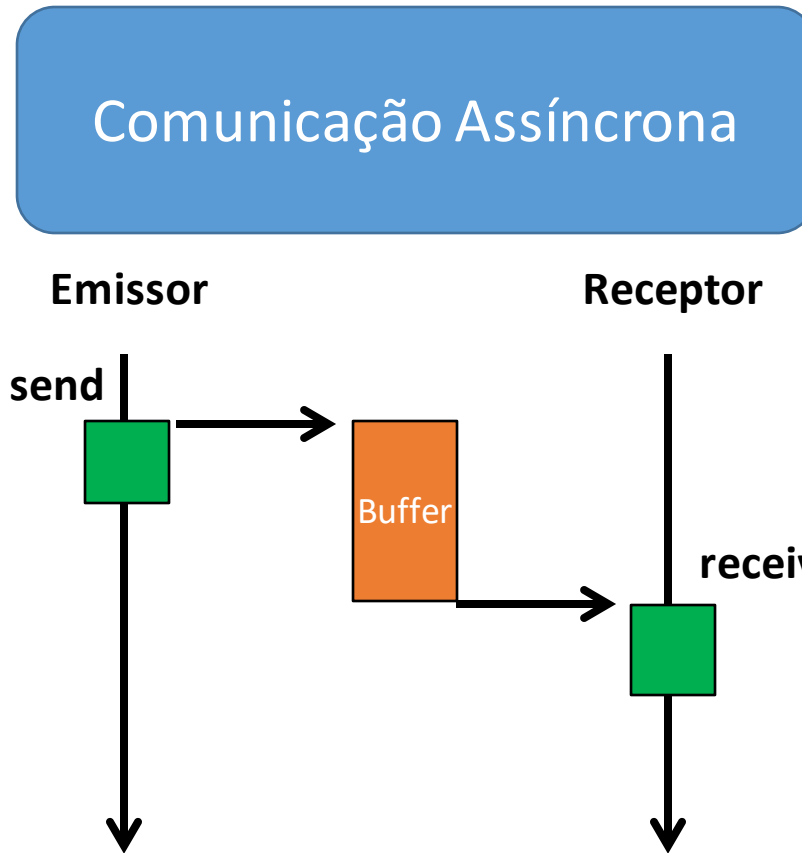 Comunicação Assíncrona
Emissor
Receptor
send
Buffer